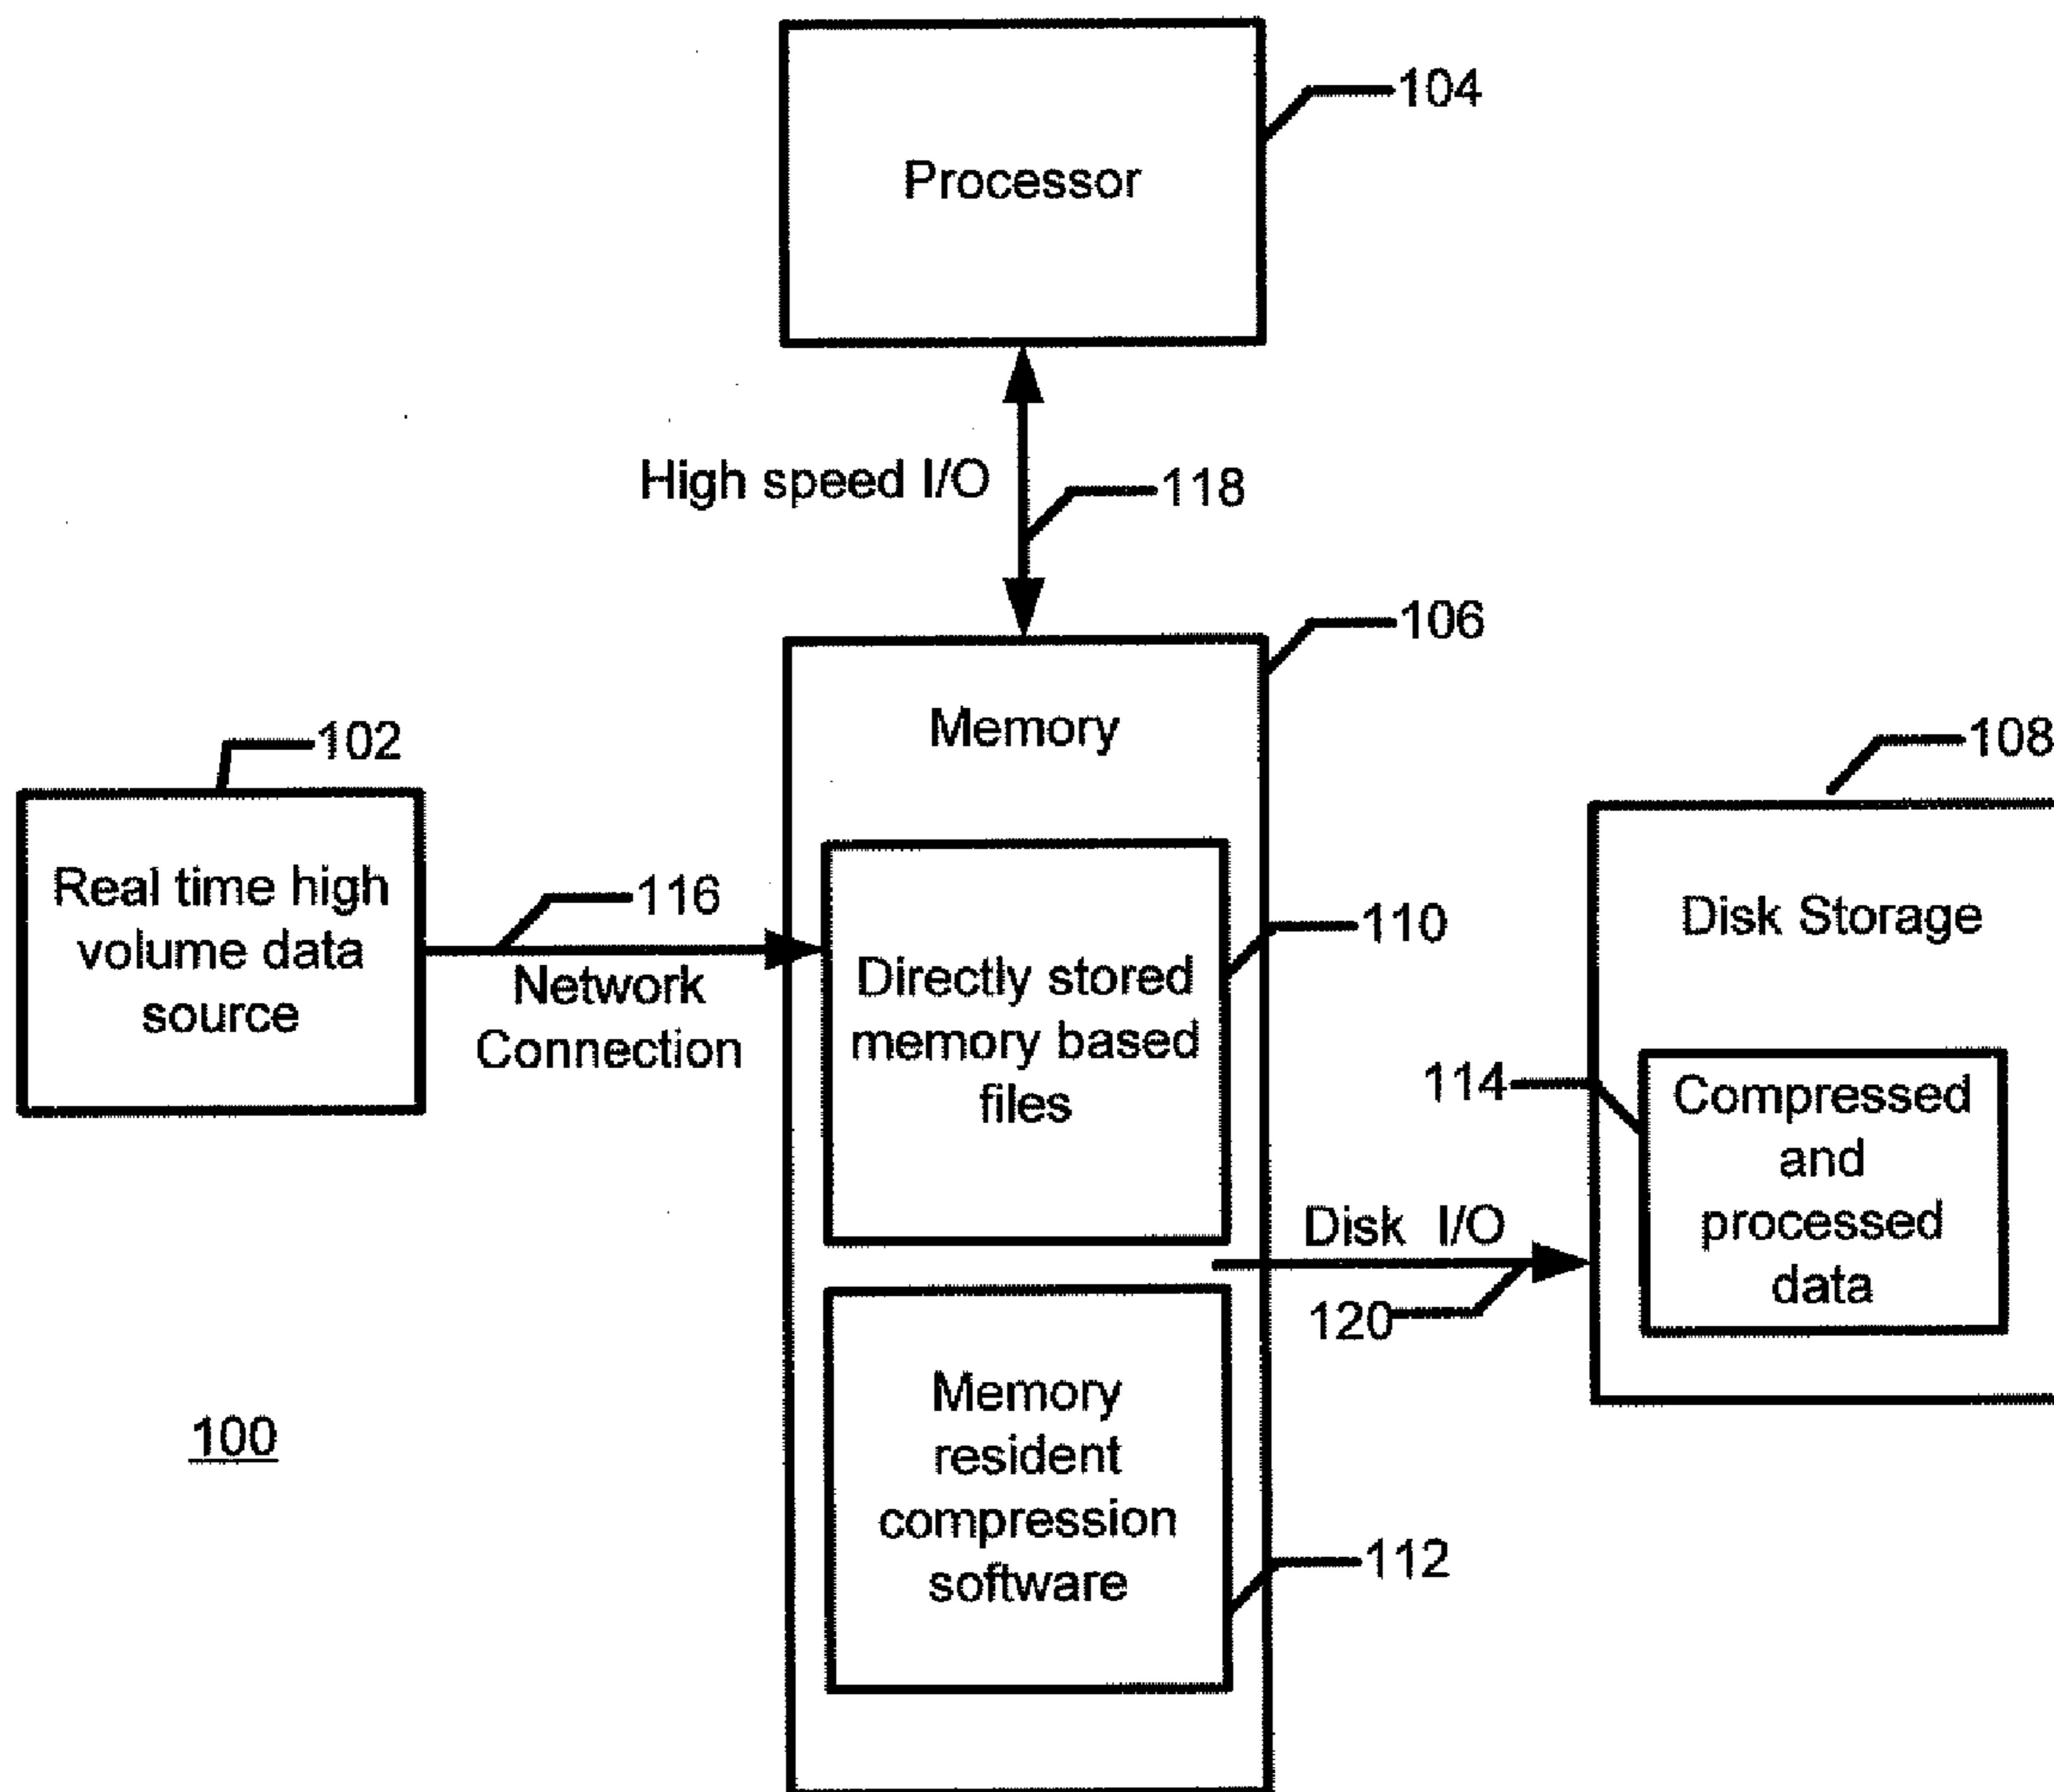 104
Processor
High speed I/O
118
106
Memory
102
108
Real time high
volume data
source
116
Network
Connection
110
Directly stored
memory based
files
Disk Storage
114
Compressed
and
processed
data
Disk I/O
120
Memory
resident
compression
software
112
100